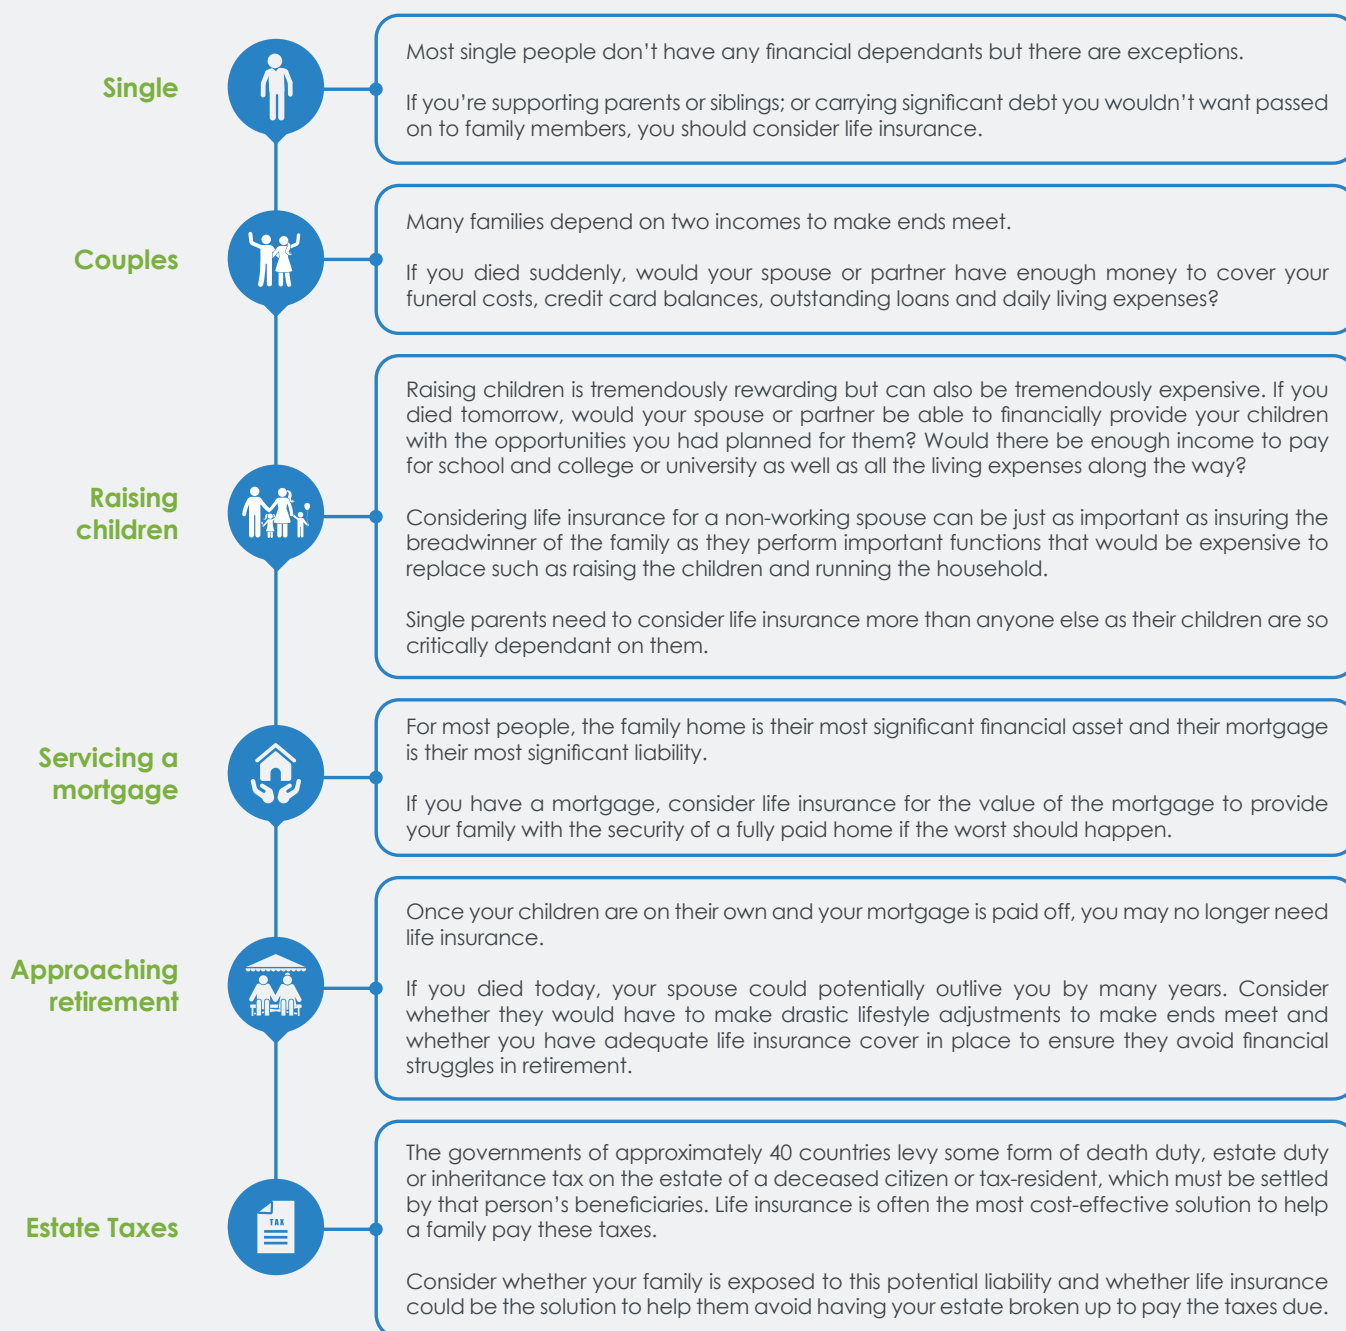 Single
Most single people don't have any financial dependants but there are exceptions.
If you're supporting parents or siblings; or carrying significant debt you wouldn't want passed
on to family members, you should consider life insurance.
Couples
Many families depend on two incomes to make ends meet.
If you died suddenly, would your spouse or partner have enough money to cover your
funeral costs, credit card balances, outstanding loans and daily living expenses?
Raising
children
Raising children is tremendously rewarding but can also be tremendously expensive. If you
died tomorrow, would your spouse or partner be able to financially provide your children
with the opportunities you had planned for them? Would there be enough income to pay
for school and college or university as well as all the living expenses along the way?
Considering life insurance for a non-working spouse can be just as important as insuring the
breadwinner of the family as they perform important functions that would be expensive to
replace such as raising the children and running the household.
Single parents need to consider life insurance more than anyone else as their children are so
critically dependant on them.
Servicing a
mortgage
For most people, the family home is their most significant financial asset and their mortgage
is their most significant liability.
If you have a mortgage, consider life insurance for the value of the mortgage to provide
your family with the security of a fully paid home if the worst should happen.
Approaching
retirement
Once your children are on their own and your mortgage is paid off, you may no longer need
life insurance.
If you died today, your spouse could potentially outlive you by many years. Consider
whether they would have to make drastic lifestyle adjustments to make ends meet and
whether you have adequate life insurance cover in place to ensure they avoid financial
struggles in retirement.
Estate Taxes
TAX
The governments of approximately 40 countries levy some form of death duty, estate duty
or inheritance tax on the estate of a deceased citizen or tax-resident, which must be settled
by that person's beneficiaries. Life insurance is often the most cost-effective solution to help
a family pay these taxes.
Consider whether your family is exposed to this potential liability and whether life insurance
could be the solution to help them avoid having your estate broken up to pay the taxes due.